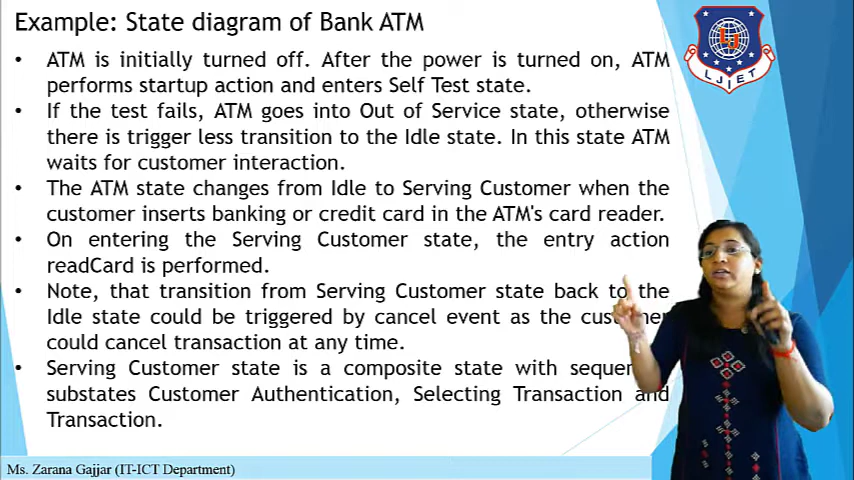 Example: State diagram of Bank ATM
• ATM is initially turned off. After the power is turned on, ATM
performs startup action and enters Self Test state.
• If the test fails, ATM goes into Out of Service state, otherwise
there is trigger less transition to the Idle state. In this state ATM
waits for customer interaction.
• The ATM state changes from Idle to Serving Customer when the
customer inserts banking or credit card in the ATM's card reader.
• On entering the Serving Customer state, the entry action
readCard is performed.
• Note, that transition from Serving Customer state back to the
Idle state could be triggered by cancel event as the
could cancel transaction at any time.
• Serving Customer state is a composite state with
substates Customer Authentication, Selecting Transaction and
Transaction.
LJIET
Ms. Zarana Gajjar (IT-ICT Department)